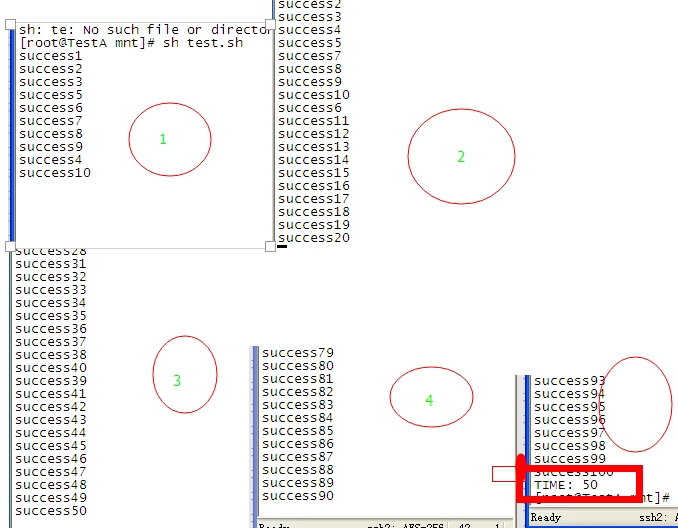 sh: te: No such file or director
[root@TestA mnt]# sh test.sh
success1
success2
success3
success5
success6
success7
success8
success9
success4
success10
1
success2
success3
success4
success5
success7
success8
success9
success10
success6
success11
success12
success13
success14
success15
success16
success17
success18
success19
success20
2
success28
success31
success32
success33
success34
success35
success36
success37
success38
success40
success39
success41
success42
success43
success44
success45
success46
success47
success48
success49
success50
3
success79
success80
success81
success82
success83
success84
success85
success86
success87
success88
success89
success90
4
Ready ssh2: AES-256 42, 1
success93
success94
success95
success96
success97
success98
success99
success100
TIME: 50
[root@TestA mnt]#
Ready ssh2: A